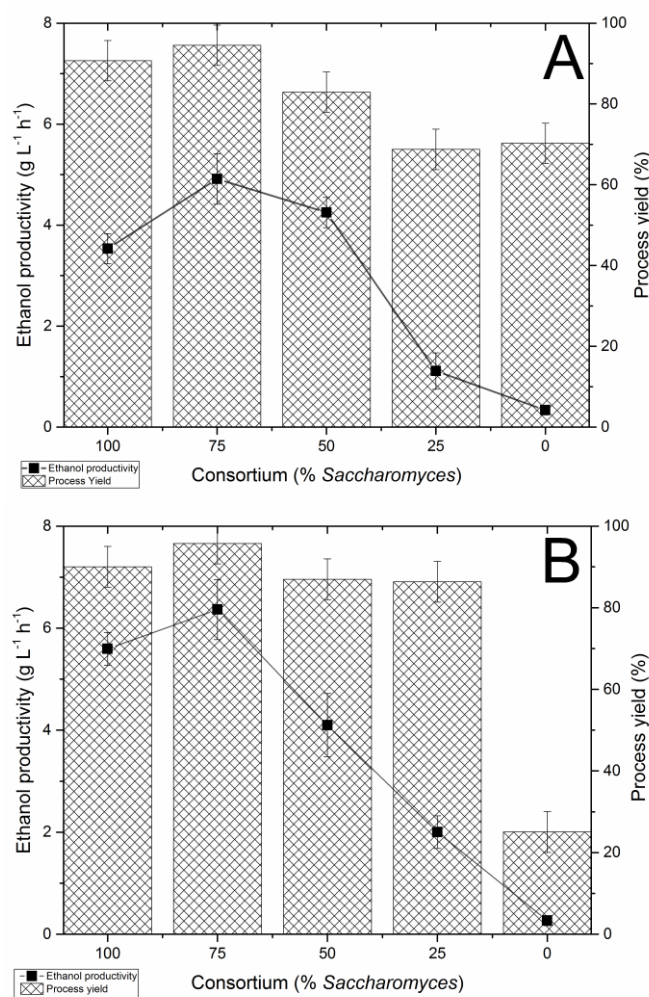 A
8
6
4
2
0
Ethanol productivity (g L⁻¹ h⁻¹)
100
80
60
40
20
0
Process yield (%)
100 75 50 25 0
Consortium (% Saccharomyces)
Ethanol productivity
Process Yield
B
8
6
4
2
0
Ethanol productivity (g L⁻¹ h⁻¹)
100
80
60
40
20
0
Process yield (%)
100 75 50 25 0
Consortium (% Saccharomyces)
Ethanol productivity
Process yield